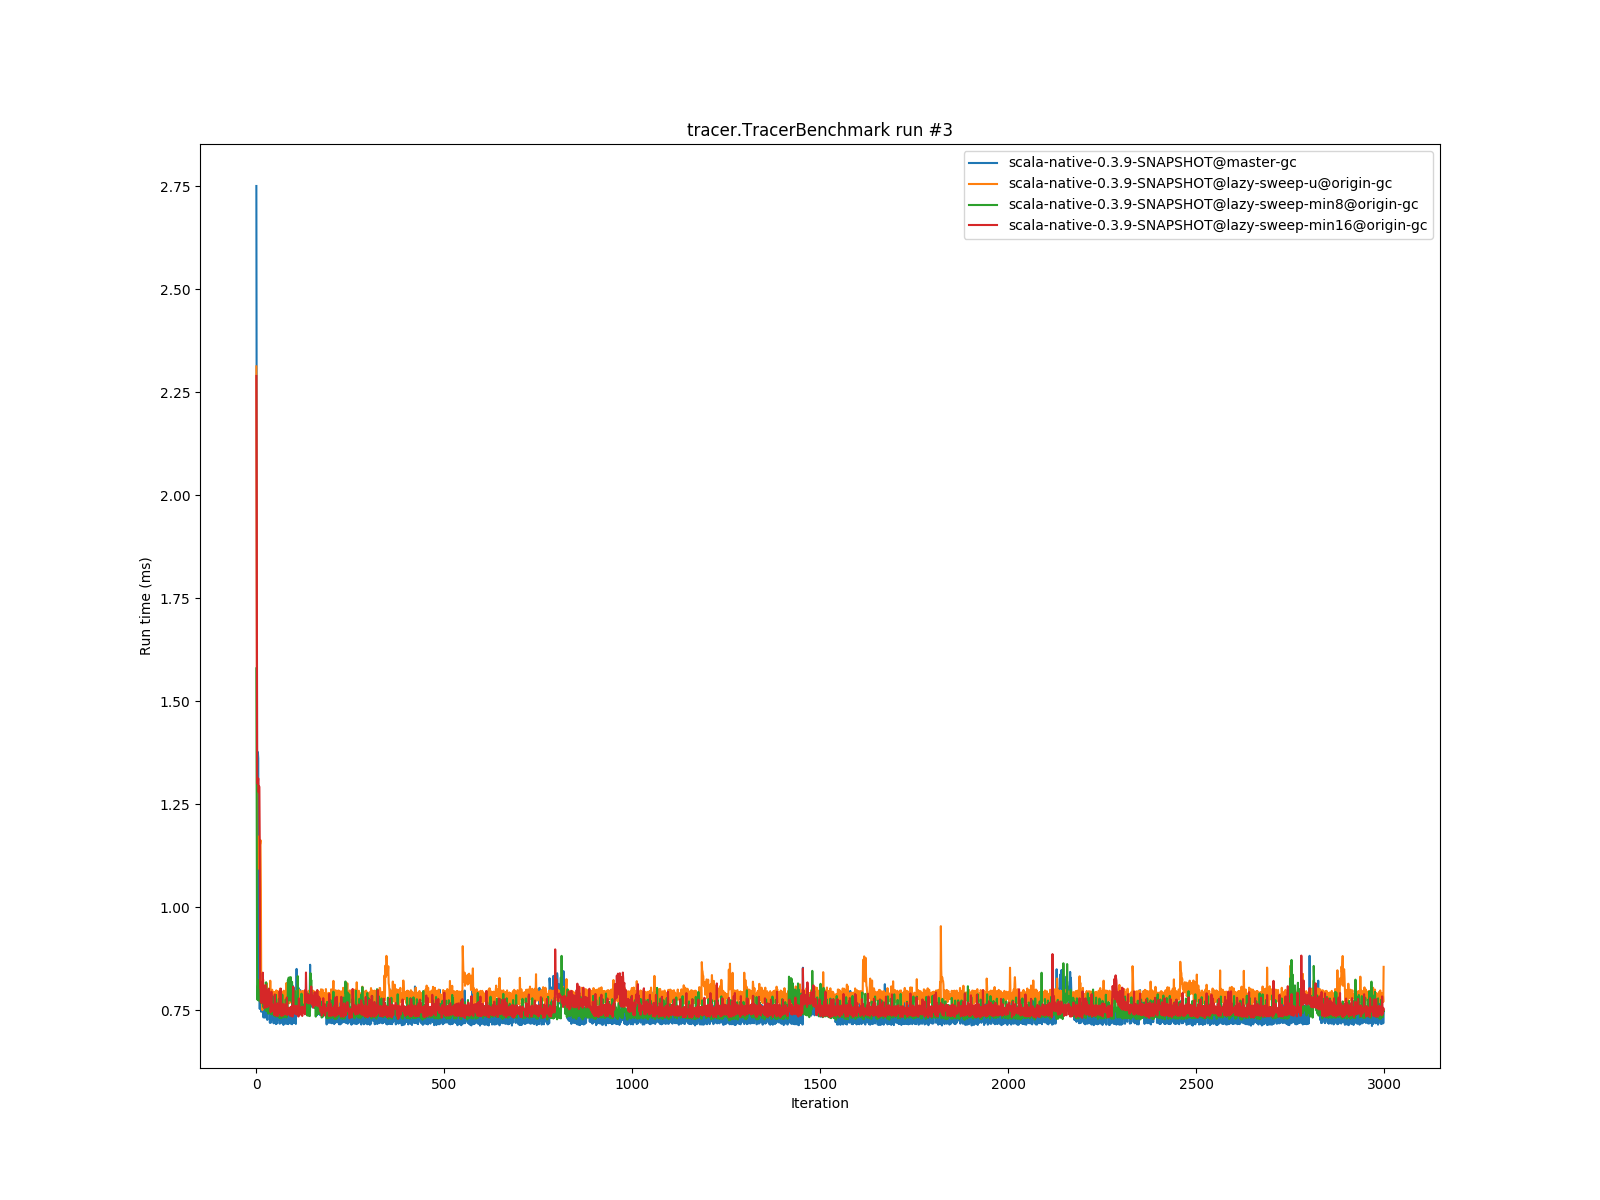 tracer.TracerBenchmark run #3
scala-native-0.3.9-SNAPSHOT@master-gc
scala-native-0.3.9-SNAPSHOT@lazy-sweep-u@origin-gc
scala-native-0.3.9-SNAPSHOT@lazy-sweep-min8@origin-gc
scala-native-0.3.9-SNAPSHOT@lazy-sweep-min16@origin-gc
2.75
2.50
2.25
2.00
1.75
1.50
1.25
1.00
0.75
Run time (ms)
0 500 1000 1500 2000 2500 3000
Iteration